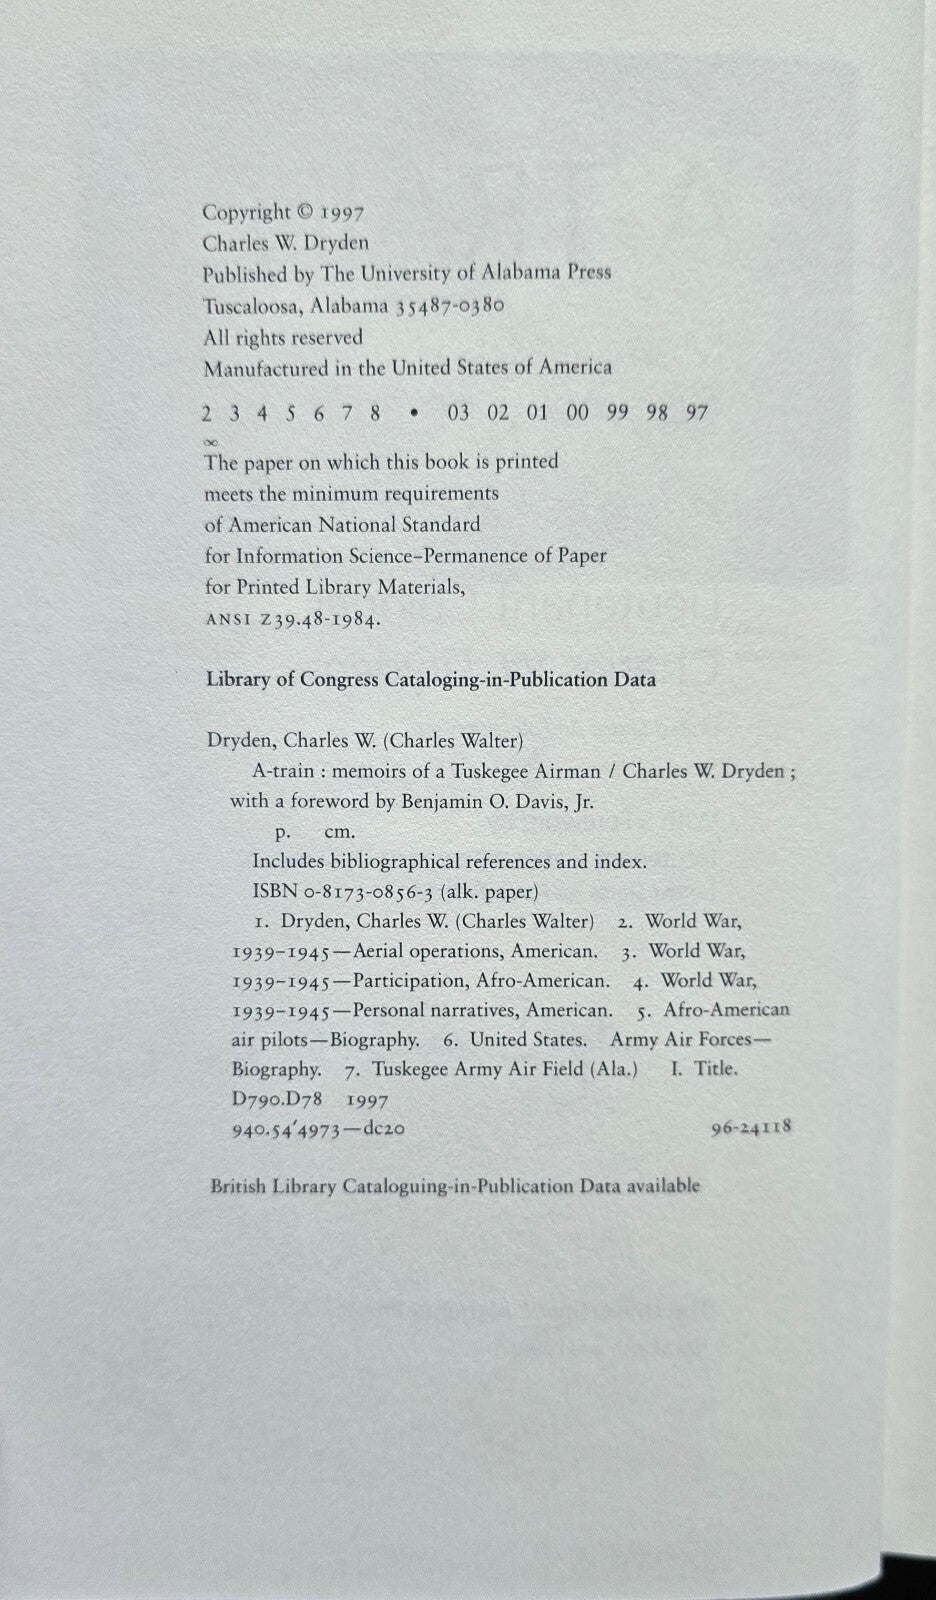 Copyright © 1997
Charles W. Dryden
Published by The University of Alabama Press
Tuscaloosa, Alabama 35487-0380
All rights reserved
Manufactured in the United States of America
2 3 4 5 6 7 8 • 03 02 01 00 99 98 97
∞
The paper on which this book is printed
meets the minimum requirements
of American National Standard
for Information Science–Permanence of Paper
for Printed Library Materials,
ANSI Z39.48-1984.
Library of Congress Cataloging-in-Publication Data
Dryden, Charles W. (Charles Walter)
A-train : memoirs of a Tuskegee Airman / Charles W. Dryden ;
with a foreword by Benjamin O. Davis, Jr.
p. cm.
Includes bibliographical references and index.
ISBN 0-8173-0856-3 (alk. paper)
1. Dryden, Charles W. (Charles Walter) 2. World War,
1939–1945—Aerial operations, American. 3. World War,
1939–1945—Participation, Afro-American. 4. World War,
1939–1945—Personal narratives, American. 5. Afro-American
air pilots—Biography. 6. United States. Army Air Forces—
Biography. 7. Tuskegee Army Air Field (Ala.) I. Title.
D790.D78 1997
940.54′4973—dc20 96-24118
British Library Cataloguing-in-Publication Data available